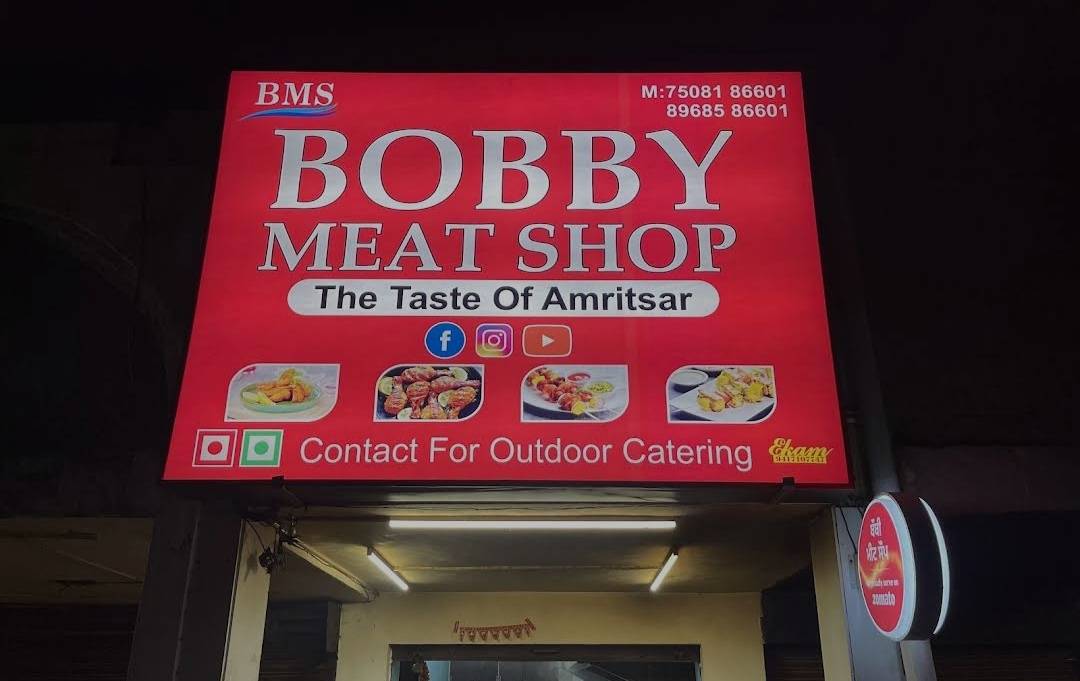 BMS
M:75081 86601
89685 86601
BOBBY
MEAT SHOP
The Taste Of Amritsar
Contact For Outdoor Catering
Ekam
ਬੱਬੀ
ਮੀਟ ਸ਼ੌਪ
zomato